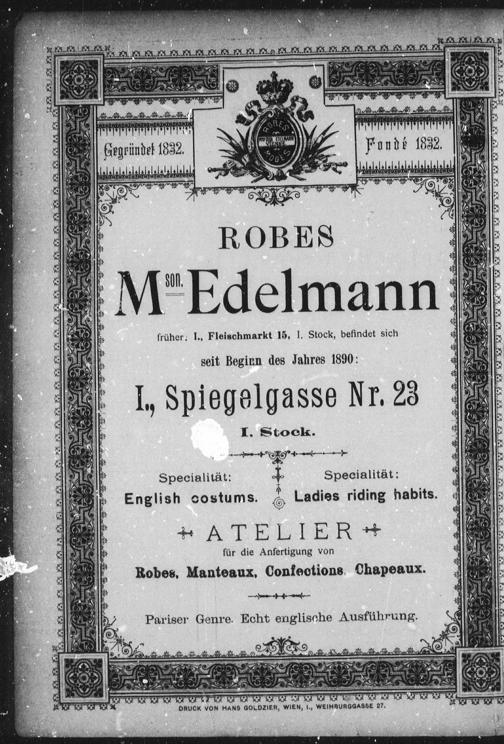 Gegründet 1832.
Fondé 1832.
ROBES
Mson. Edelmann
früher: I., Fleischmarkt 15, I. Stock, befindet sich
seit Beginn des Jahres 1890:
I., Spiegelgasse Nr. 23
I. Stock.
Specialität:
English costums.
Specialität:
Ladies riding habits.
ATELIER
für die Anfertigung von
Robes, Manteaux, Confections, Chapeaux.
Pariser Genre. Echt englische Ausführung.
DRUCK VON HANS GOLDZIER, WIEN, I., WEIHBURGGASSE 27.